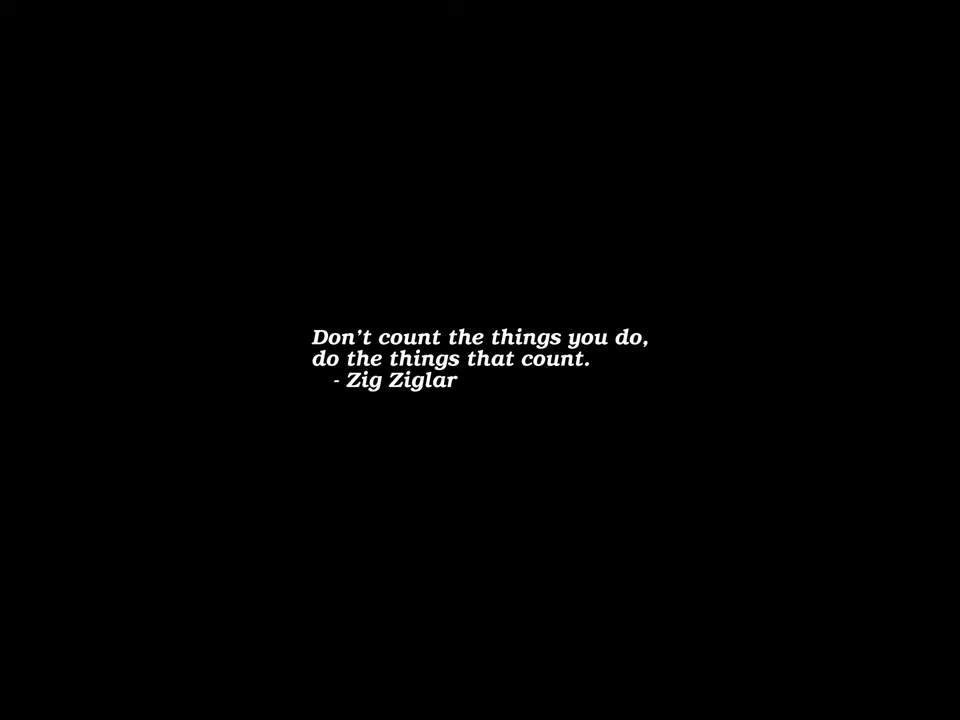 Don't count the things you do,
do the things that count.
- Zig Ziglar